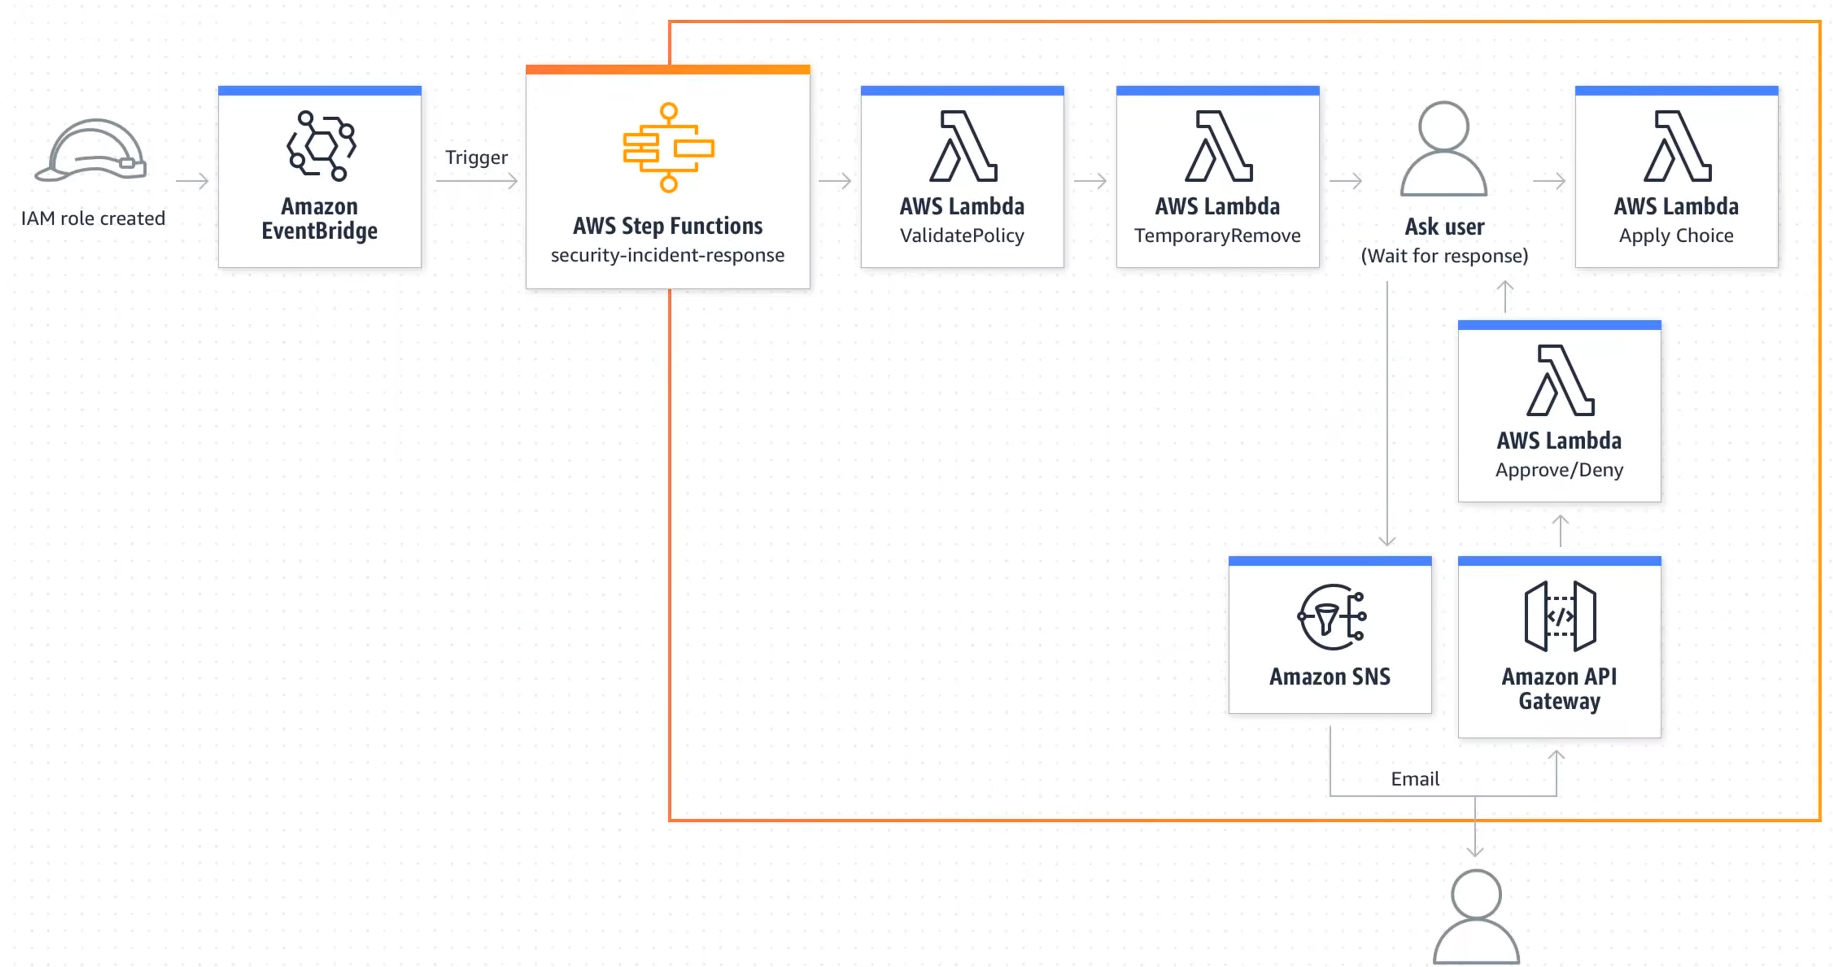 IAM role created
Amazon
EventBridge
Trigger
AWS Step Functions
security-incident-response
AWS Lambda
ValidatePolicy
AWS Lambda
TemporaryRemove
Ask user
(Wait for response)
AWS Lambda
Apply Choice
AWS Lambda
Approve/Deny
Amazon SNS
Amazon API
Gateway
Email